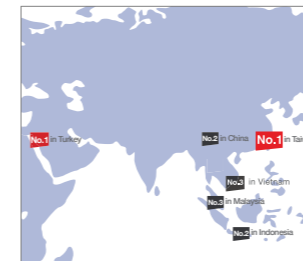 No.1 in Turkey
No.2 in China
No.1 in Tai
No.3 in Vietnam
No.3 in Malaysia
No.2 in Indonesia